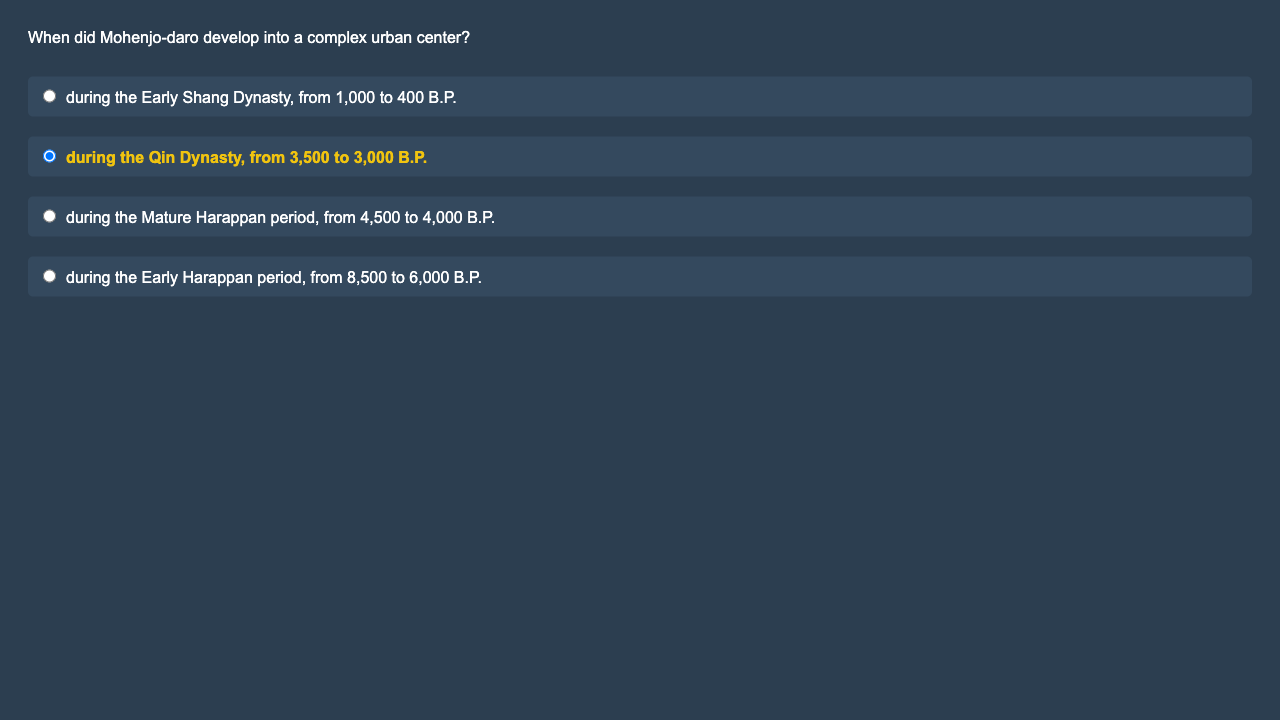 When did Mohenjo-daro develop into a complex urban center?
during the Early Shang Dynasty, from 1,000 to 400 B.P.
during the Qin Dynasty, from 3,500 to 3,000 B.P.
during the Mature Harappan period, from 4,500 to 4,000 B.P.
during the Early Harappan period, from 8,500 to 6,000 B.P.